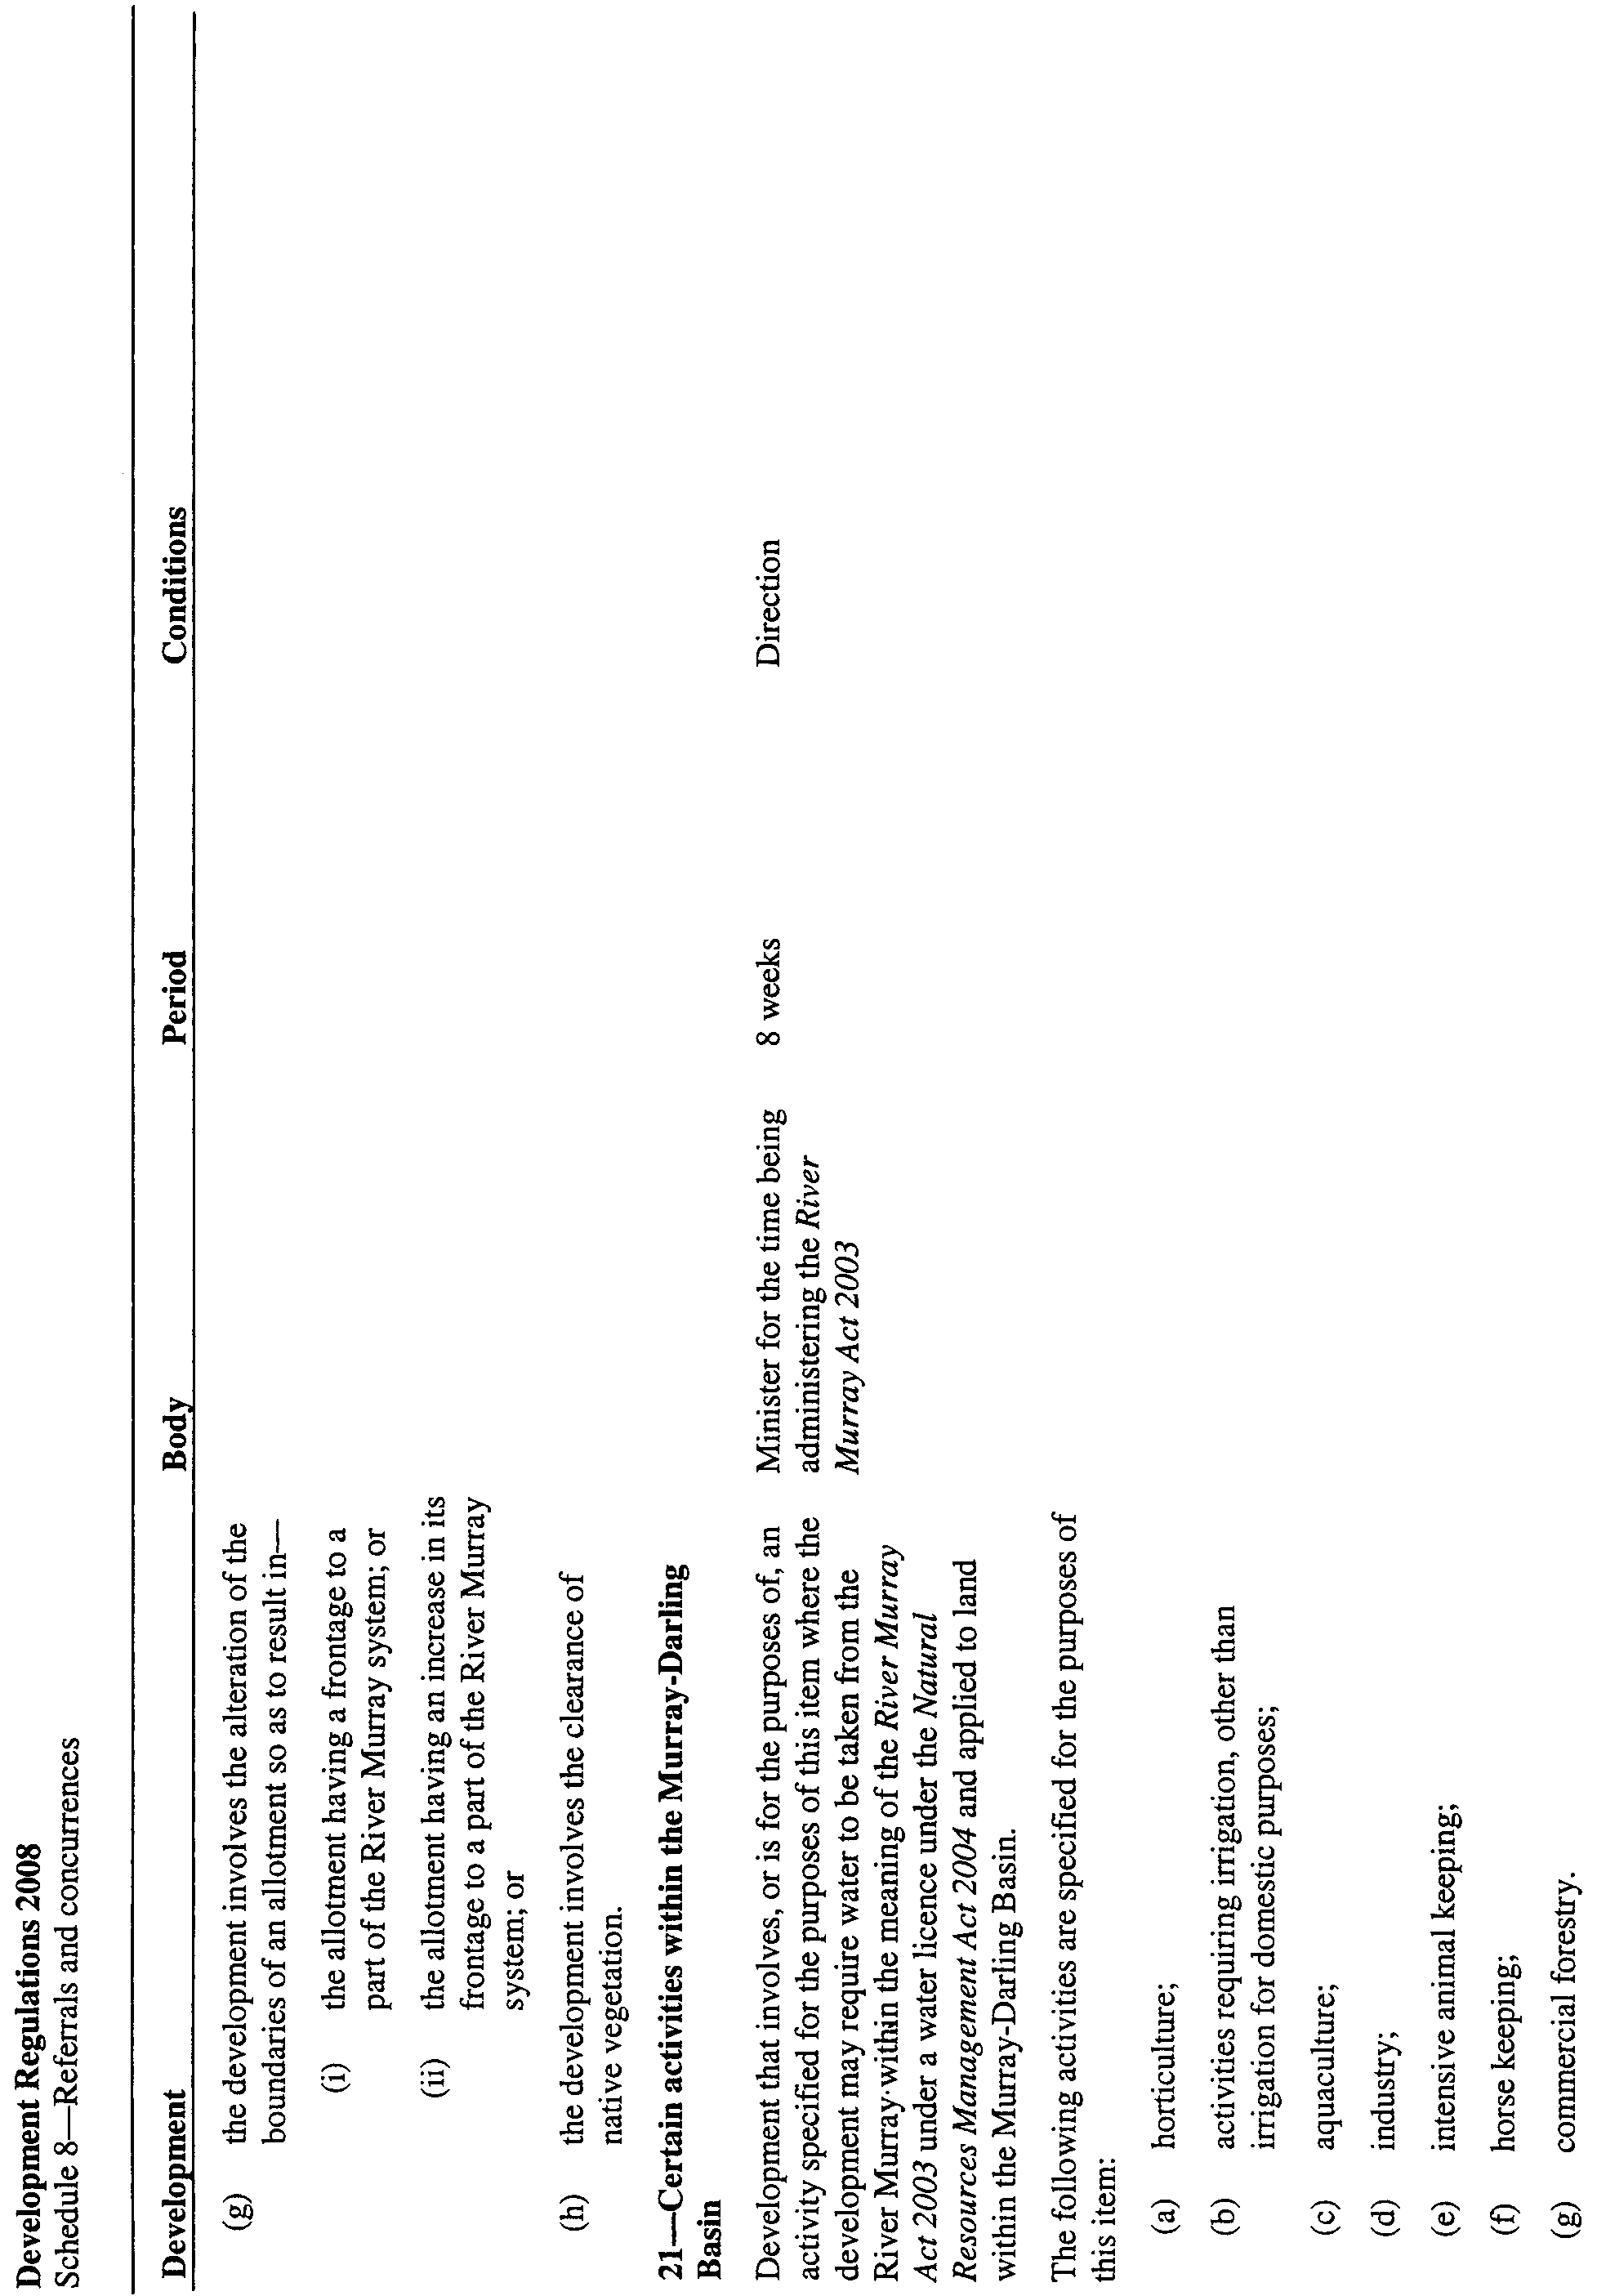 Development Regulations 2008
Schedule 8—Referrals and concurrences
Development Body Period Conditions
(g) the development involves the alteration of the
boundaries of an allotment so as to result in—
(i) the allotment having a frontage to a
part of the River Murray system; or
(ii) the allotment having an increase in its
frontage to a part of the River Murray
system; or
(h) the development involves the clearance of
native vegetation.
21—Certain activities within the Murray-Darling
Basin
Development that involves, or is for the purposes of, an Minister for the time being 8 weeks Direction
activity specified for the purposes of this item where the administering the River
development may require water to be taken from the Murray Act 2003
River Murray within the meaning of the River Murray
Act 2003 under a water licence under the Natural
Resources Management Act 2004 and applied to land
within the Murray-Darling Basin.
The following activities are specified for the purposes of
this item:
(a) horticulture;
(b) activities requiring irrigation, other than
irrigation for domestic purposes;
(c) aquaculture;
(d) industry;
(e) intensive animal keeping;
(f) horse keeping;
(g) commercial forestry.